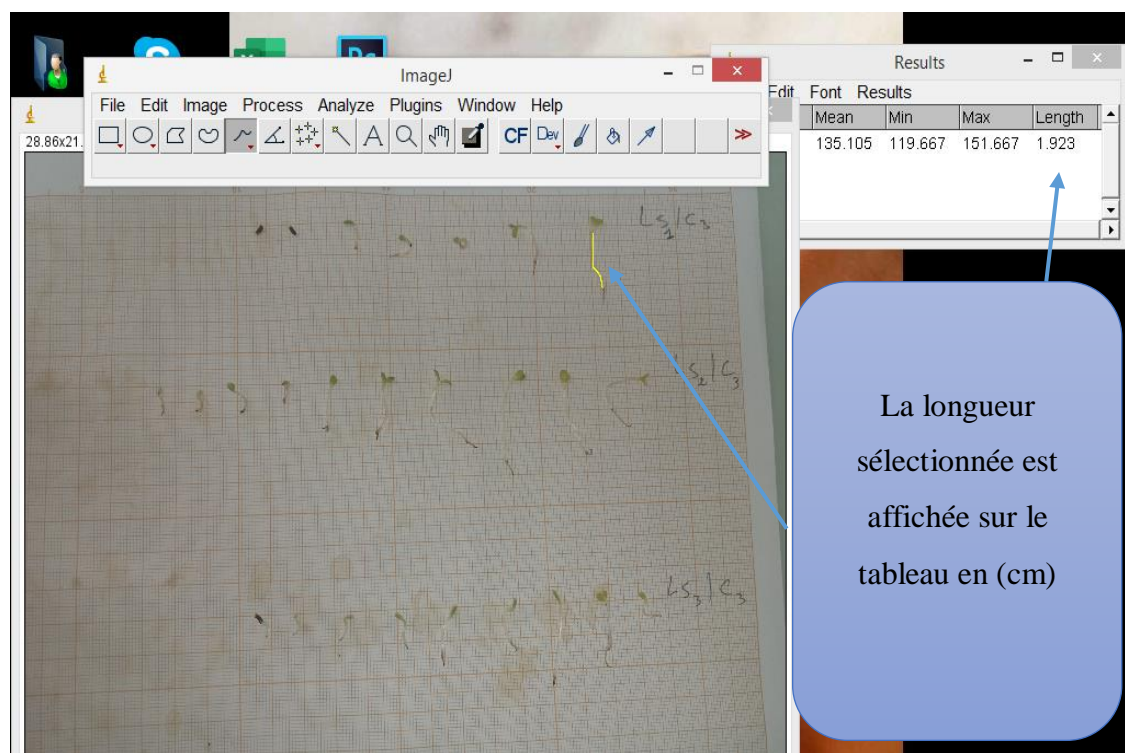 ImageJ
File Edit Image Process Analyze Plugins Window Help
CF Dev
28.86x21.
Results
Edit Font Results
Mean Min Max Length
135.105 119.667 151.667 1.923
Ls1/C3
Ls2/C3
Ls3/C3
La longueur
sélectionnée est
affichée sur le
tableau en (cm)